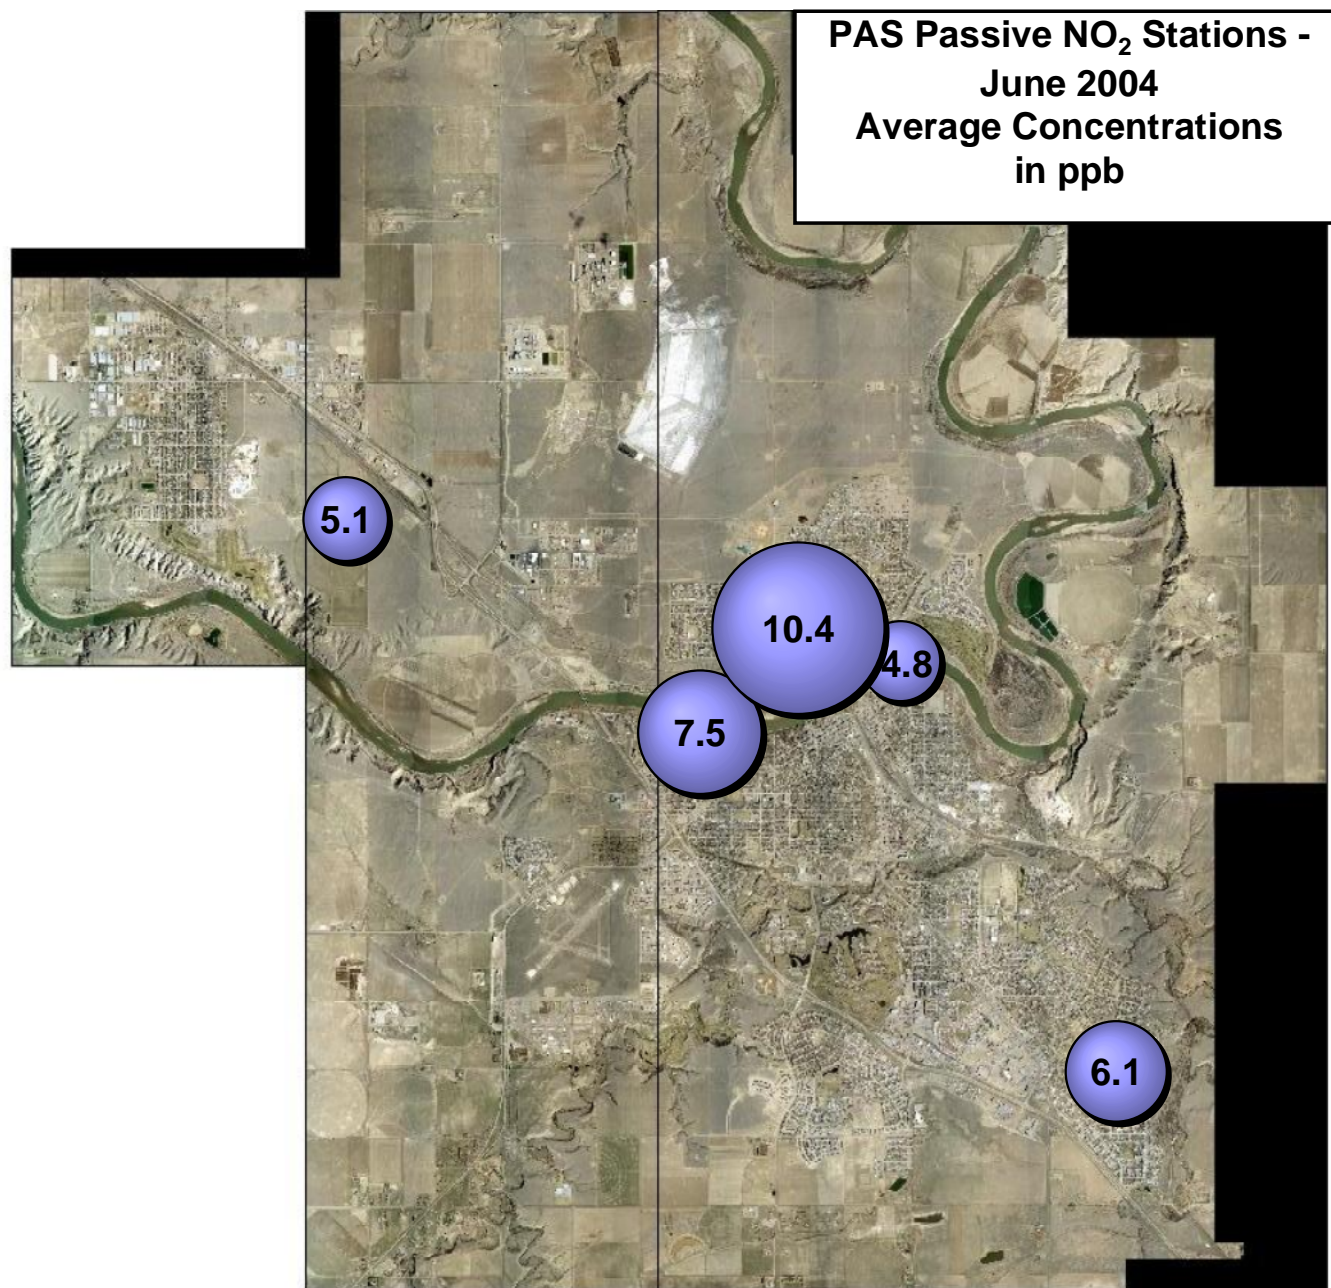 PAS Passive NO₂ Stations -
June 2004
Average Concentrations
in ppb
5.1
10.4
4.8
7.5
6.1